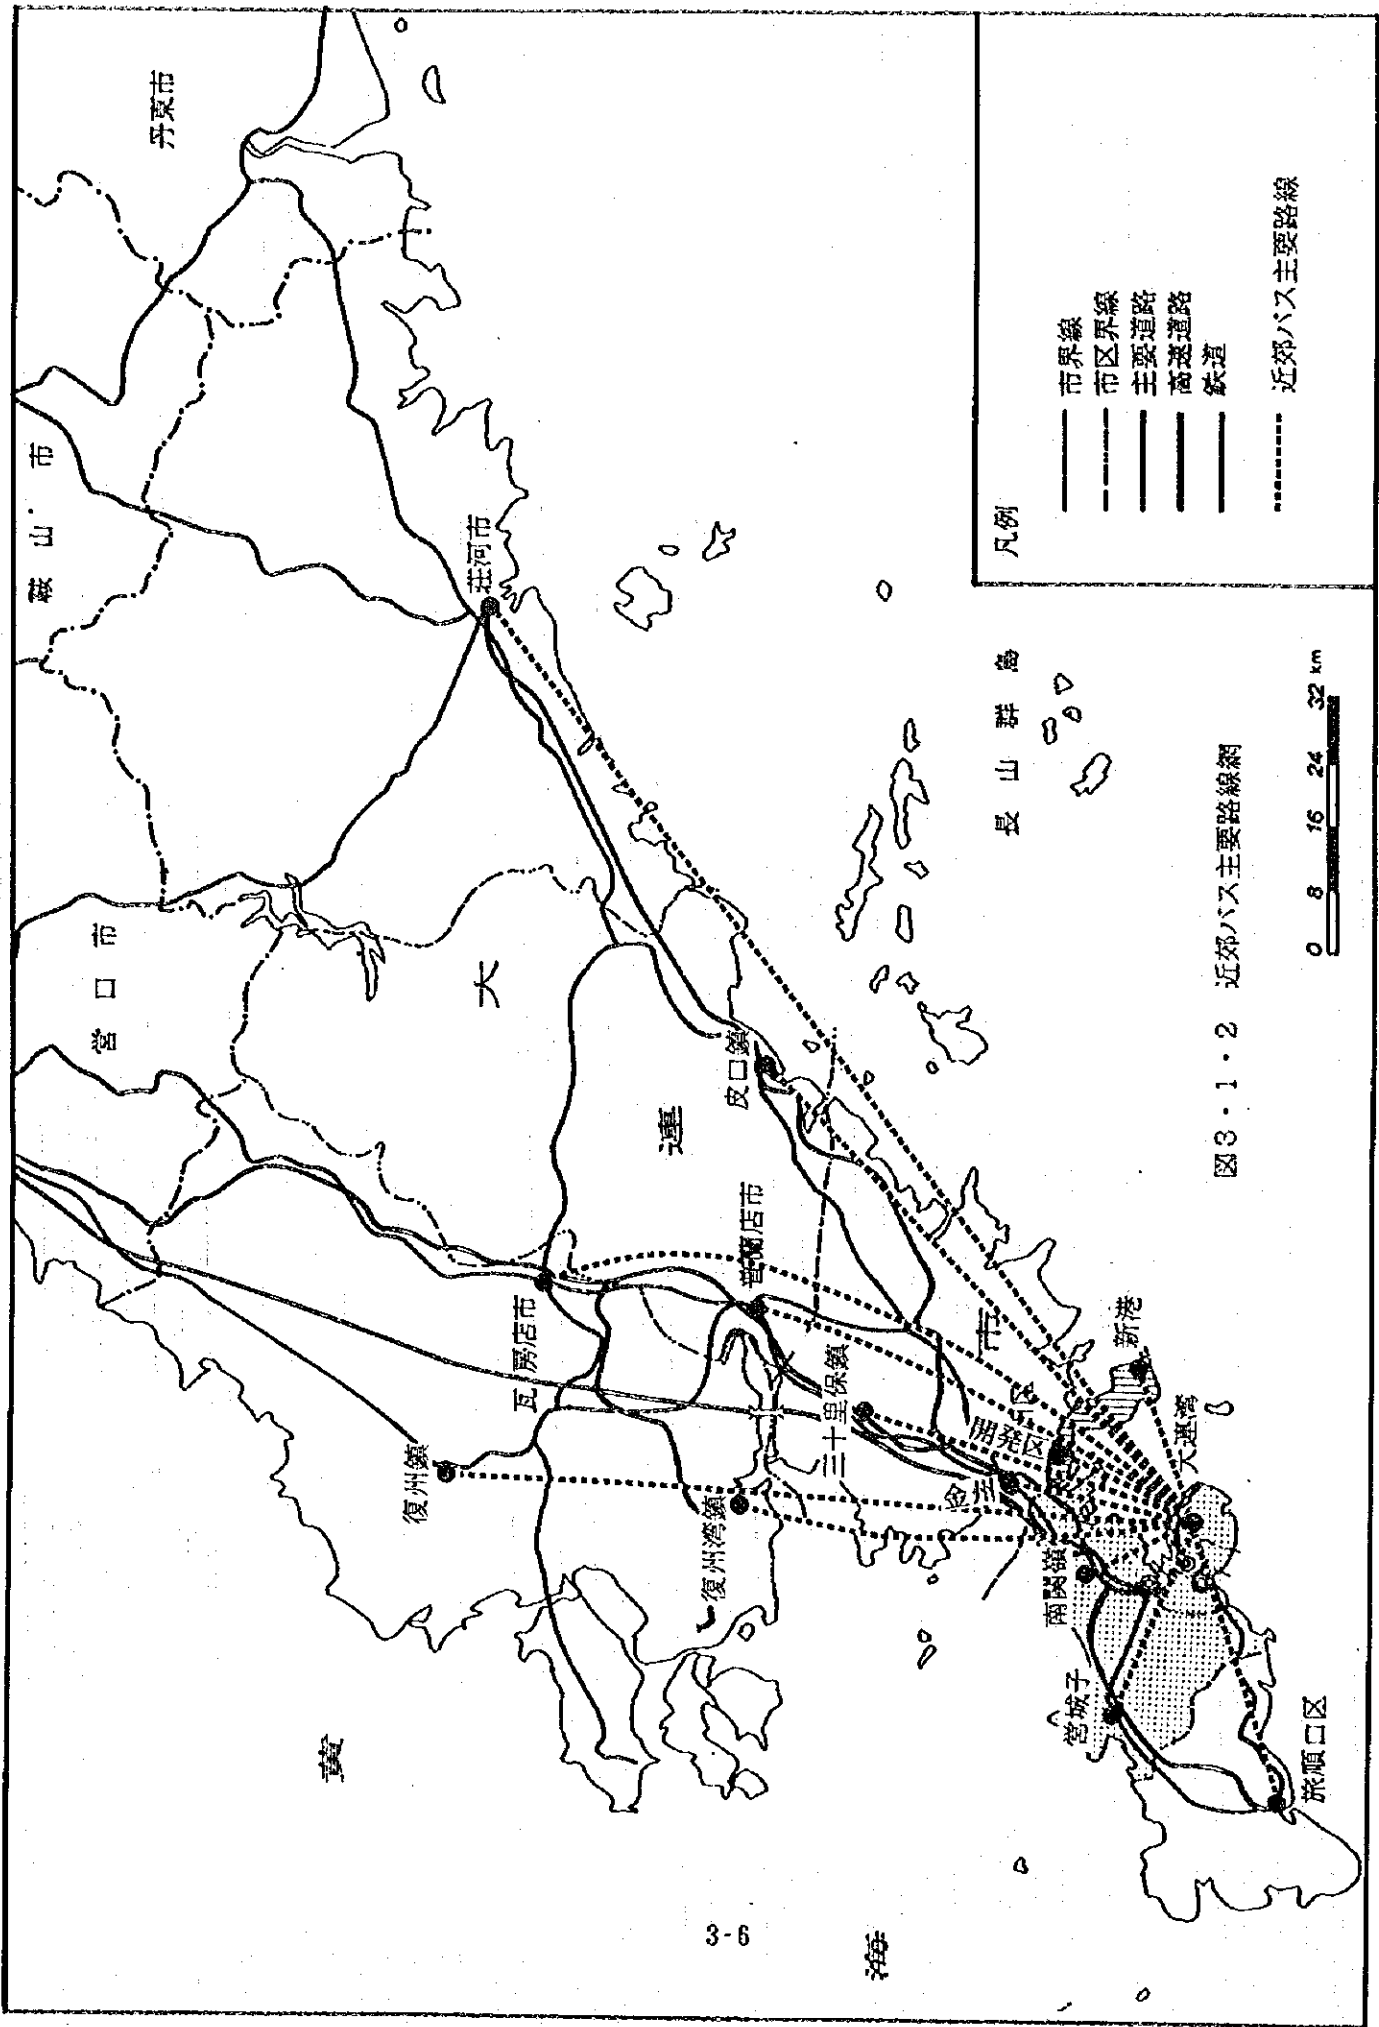 丹東市
鞍山市
営口市
荘河市
大
連
市
皮口鎮
普蘭店市
瓦房店市
復州鎮
復州湾鎮
三十里保鎮
金州
区
開発区
新港
大連湾
南関嶺
営城子
旅順口区
長山群島
黄
海
凡例
市界線
市区界線
主要道路
高速道路
鉄道
近郊バス主要路線
0 8 16 24 32 km
図3・1・2 近郊バス主要路線網
3-6